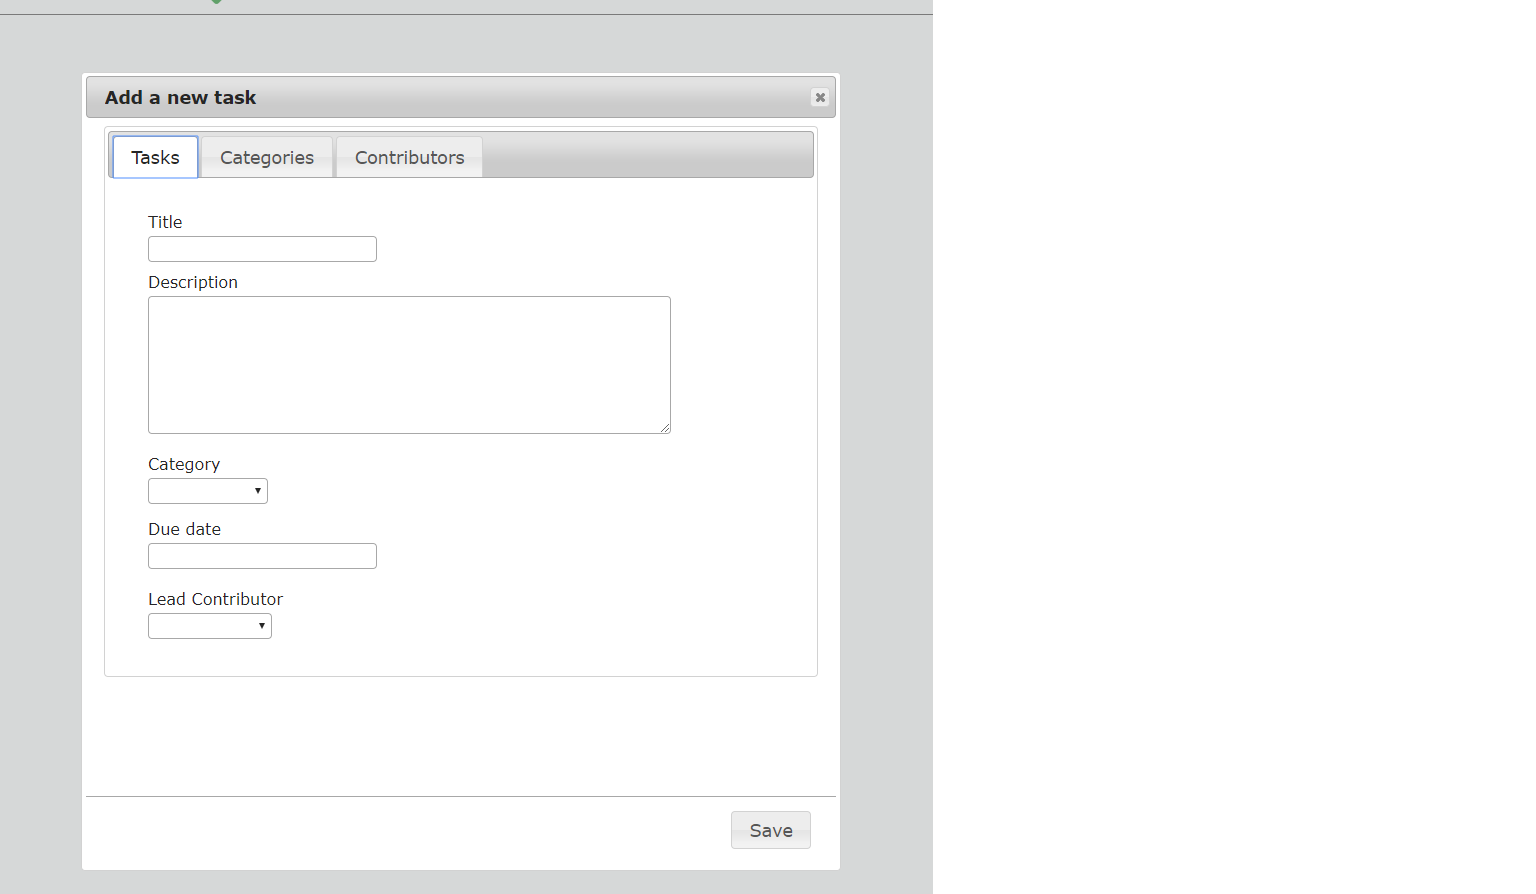 Add a new task
Tasks Categories Contributors
Title
Description
Category
Due date
Lead Contributor
Save